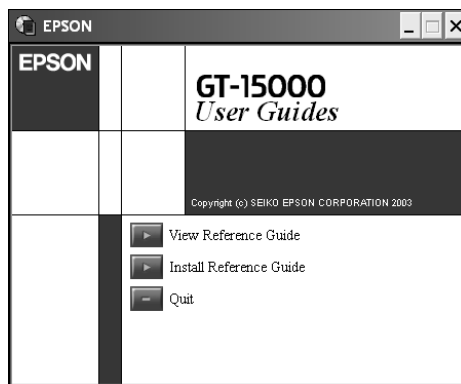 EPSON
EPSON
GT-15000
User Guides
Copyright (c) SEIKO EPSON CORPORATION 2003
View Reference Guide
Install Reference Guide
Quit